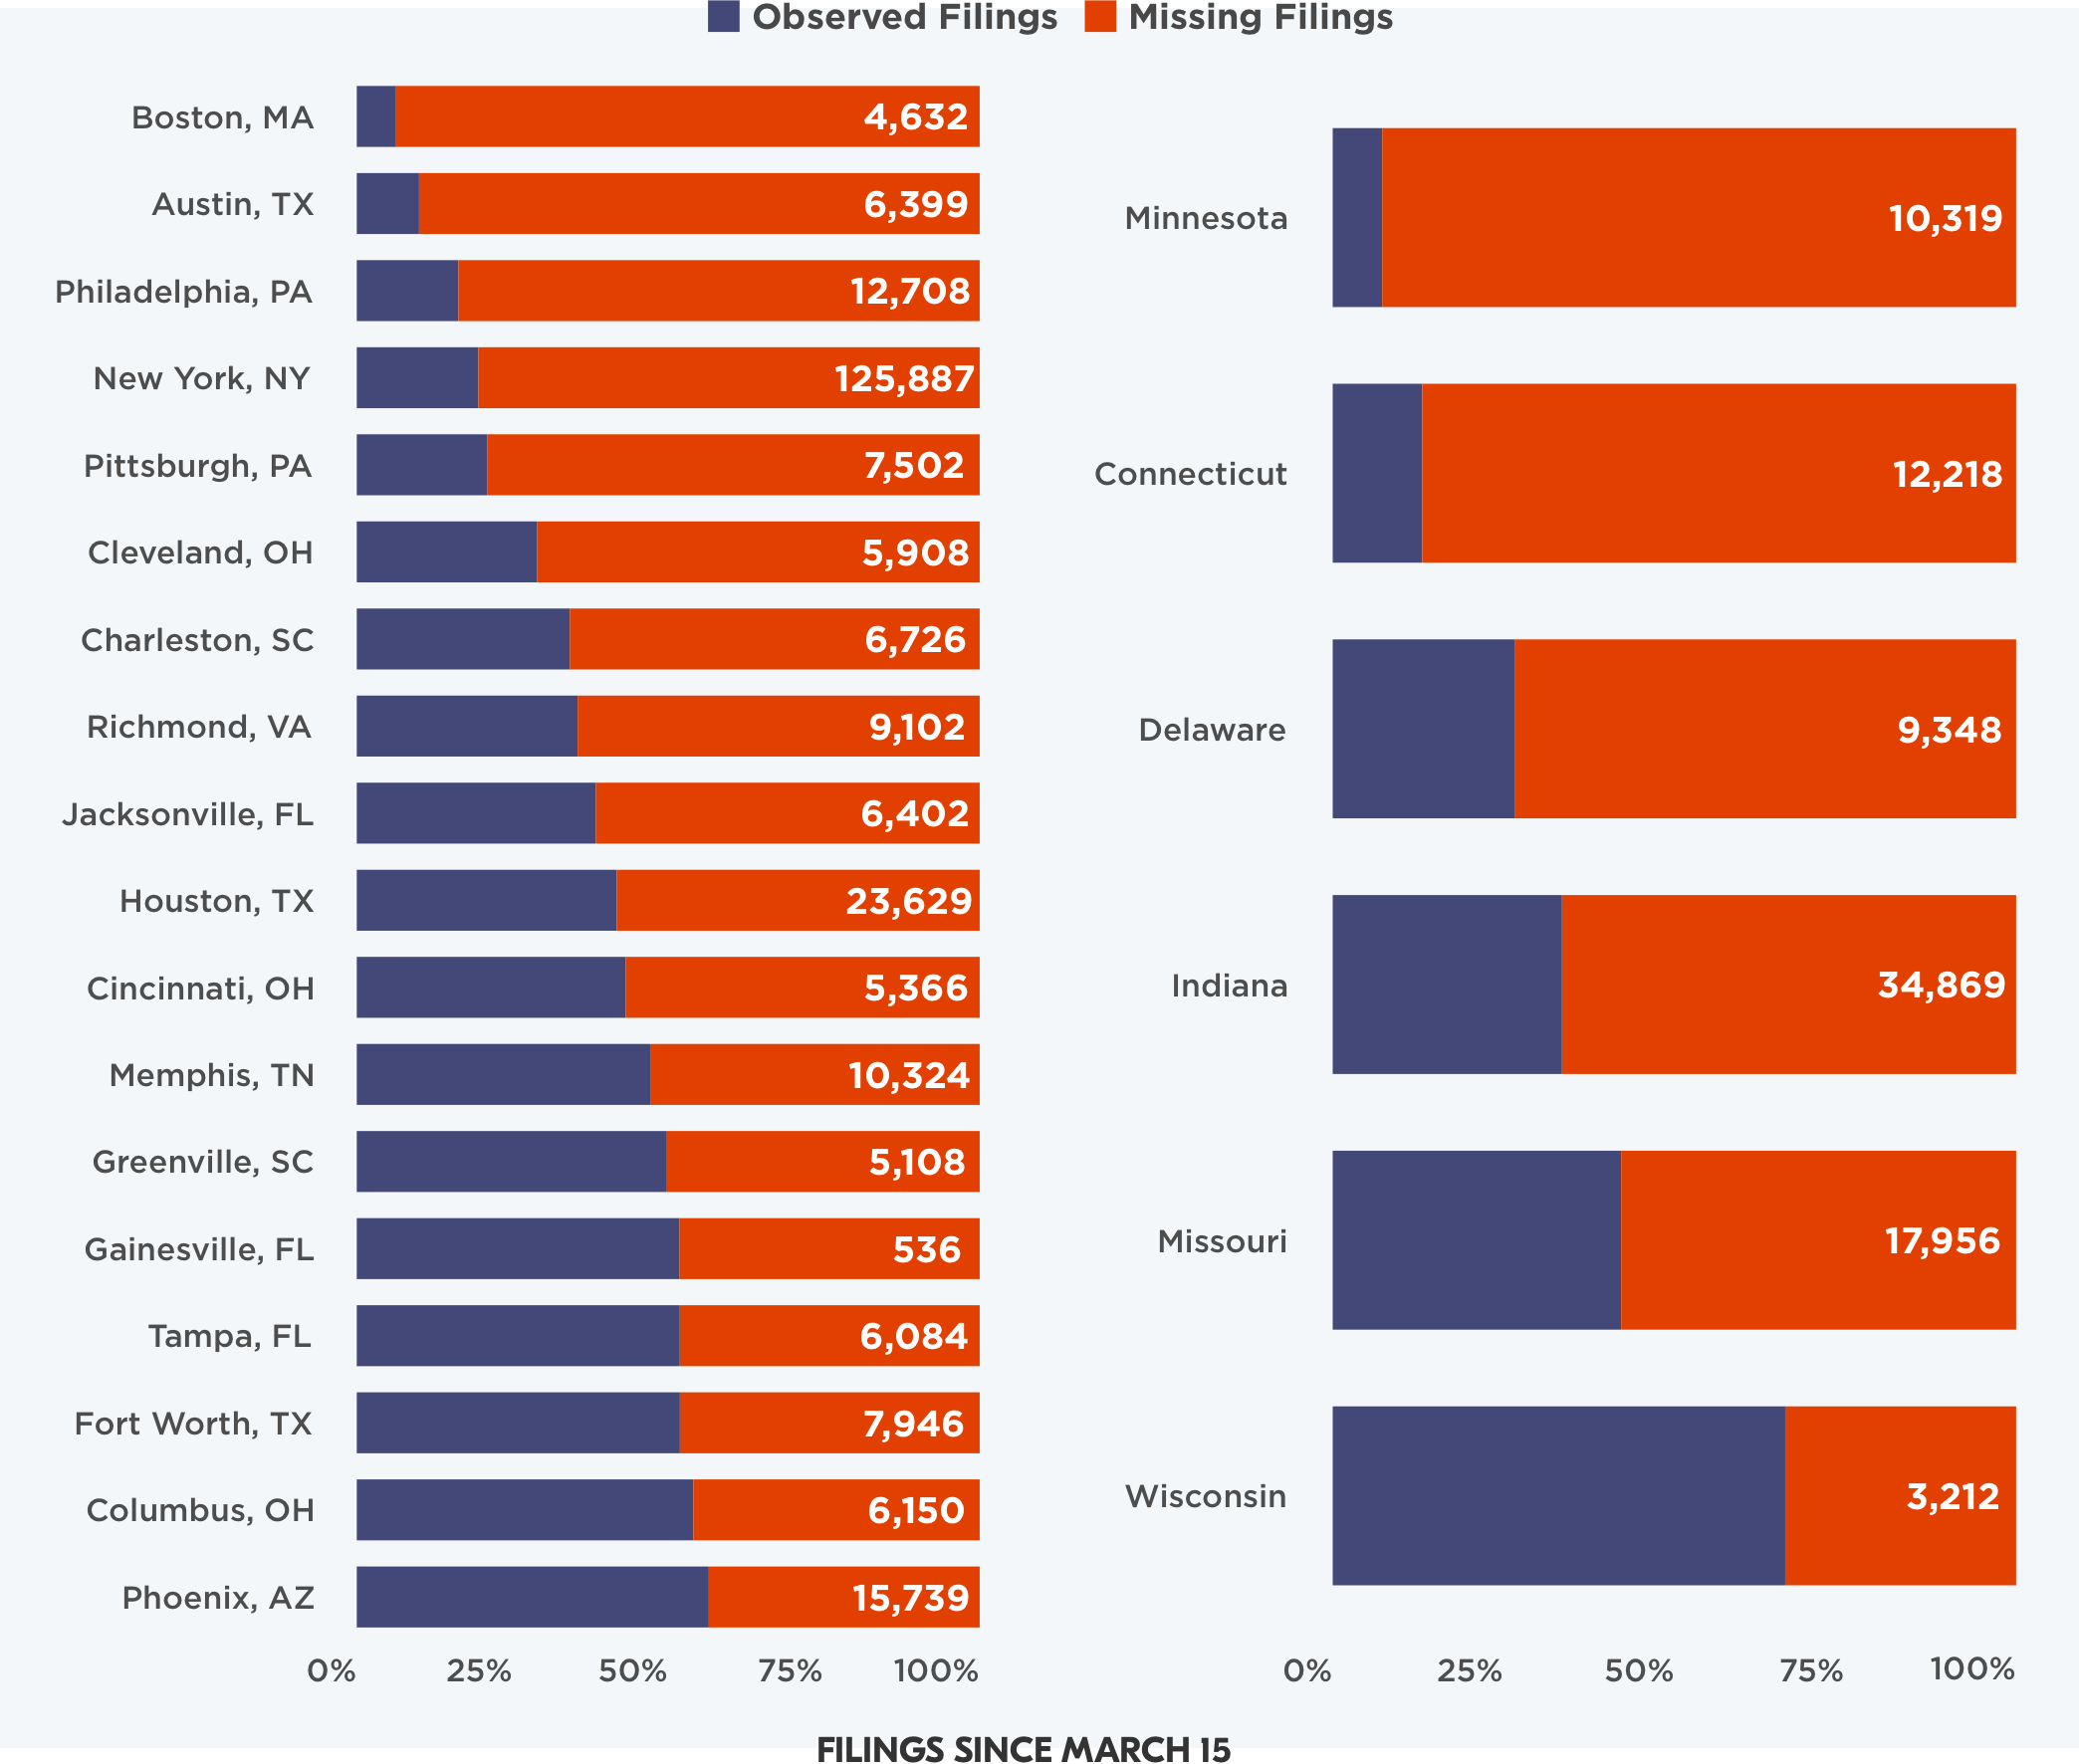 Observed Filings Missing Filings
Boston, MA 4,632
Austin, TX 6,399
Philadelphia, PA 12,708
New York, NY 125,887
Pittsburgh, PA 7,502
Cleveland, OH 5,908
Charleston, SC 6,726
Richmond, VA 9,102
Jacksonville, FL 6,402
Houston, TX 23,629
Cincinnati, OH 5,366
Memphis, TN 10,324
Greenville, SC 5,108
Gainesville, FL 536
Tampa, FL 6,084
Fort Worth, TX 7,946
Columbus, OH 6,150
Phoenix, AZ 15,739
0% 25% 50% 75% 100%
Minnesota 10,319
Connecticut 12,218
Delaware 9,348
Indiana 34,869
Missouri 17,956
Wisconsin 3,212
0% 25% 50% 75% 100%
FILINGS SINCE MARCH 15